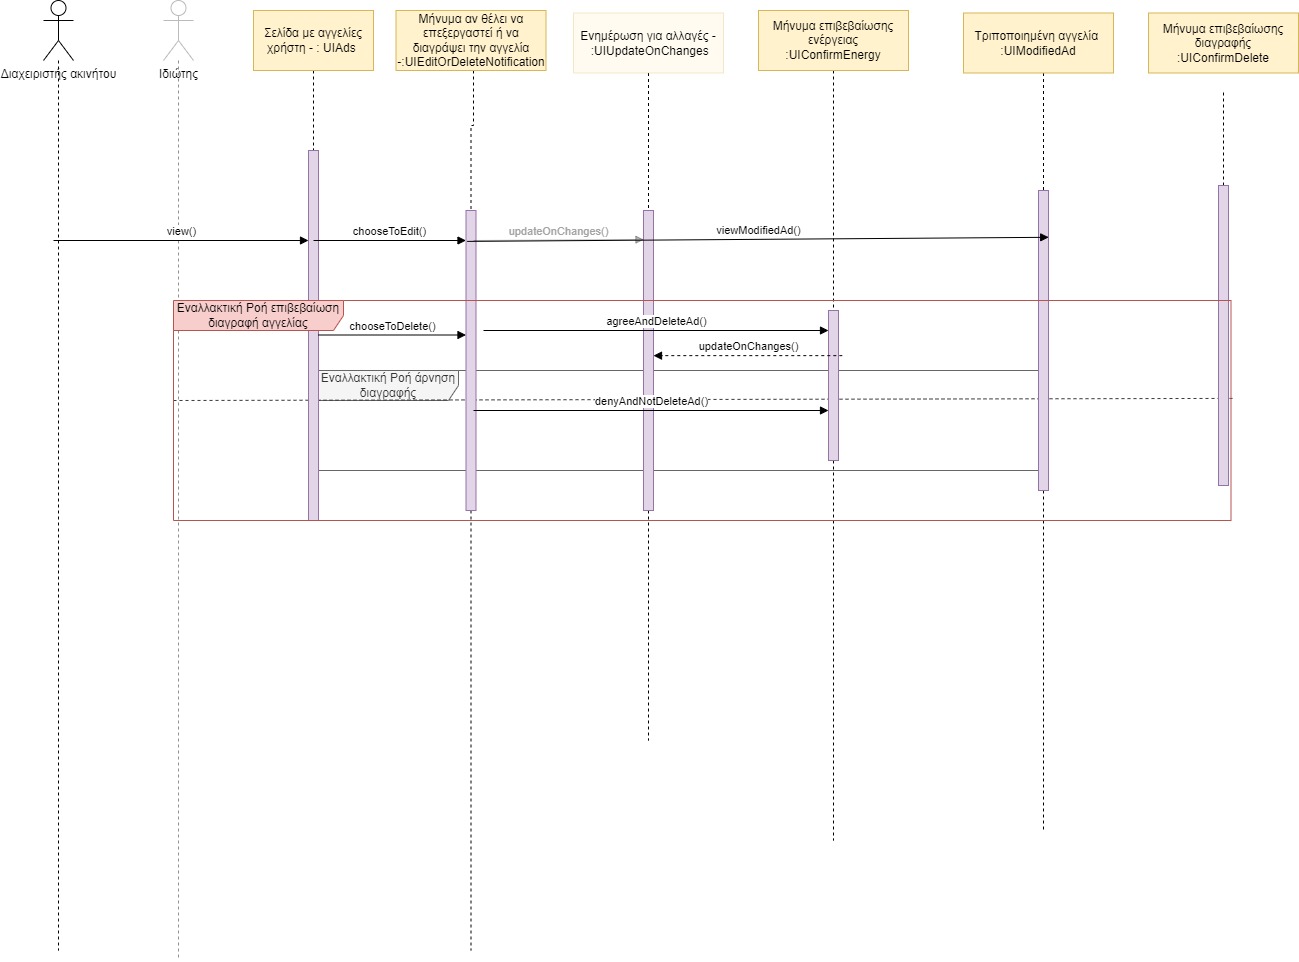 Διαχειριστής ακινήτου
Ιδιώτης
Σελίδα με αγγελίες
χρήστη - : UIAds
Μήνυμα αν θέλει να
επεξεργαστεί ή να
διαγράψει την αγγελία
-:UIEditOrDeleteNotification
Ενημέρωση για αλλαγές -
:UIUpdateOnChanges
Μήνυμα επιβεβαίωσης
ενέργειας
:UIConfirmEnergy
Τριποποιημένη αγγελία
:UIModifiedAd
Μήνυμα επιβεβαίωσης
διαγραφής
:UIConfirmDelete
view()
chooseToEdit()
updateOnChanges()
viewModifiedAd()
Εναλλακτική Ροή επιβεβαίωση
διαγραφή αγγελίας
chooseToDelete()
agreeAndDeleteAd()
updateOnChanges()
Εναλλακτική Ροή άρνηση
διαγραφής
denyAndNotDeleteAd()